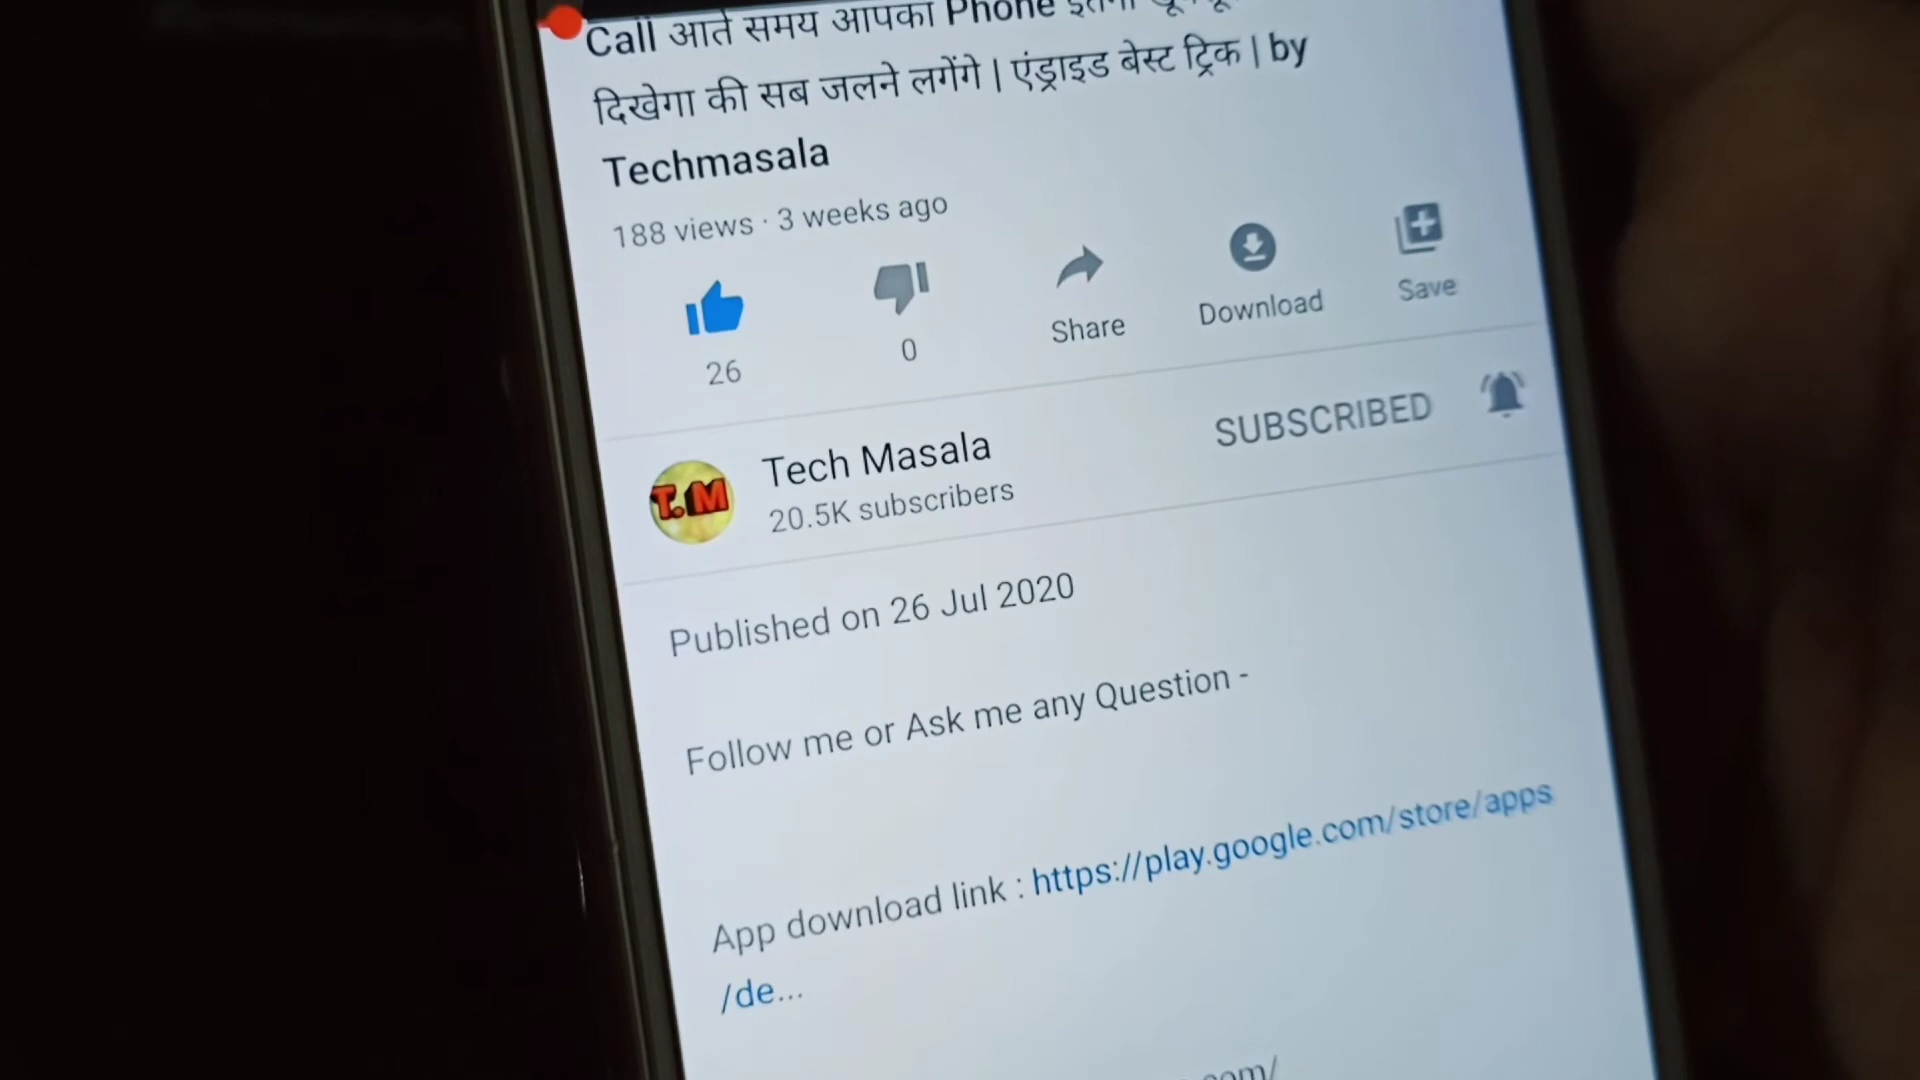 Call आते समय आपका Phone
दिखेगा की सब जलने लगेंगे | एंड्राइड बेस्ट ट्रिक | by
Techmasala
188 views · 3 weeks ago
26
0
Share
Download
Save
T.M
Tech Masala
20.5K subscribers
SUBSCRIBED
Published on 26 Jul 2020
Follow me or Ask me any Question -
App download link : https://play.google.com/store/apps
/de...